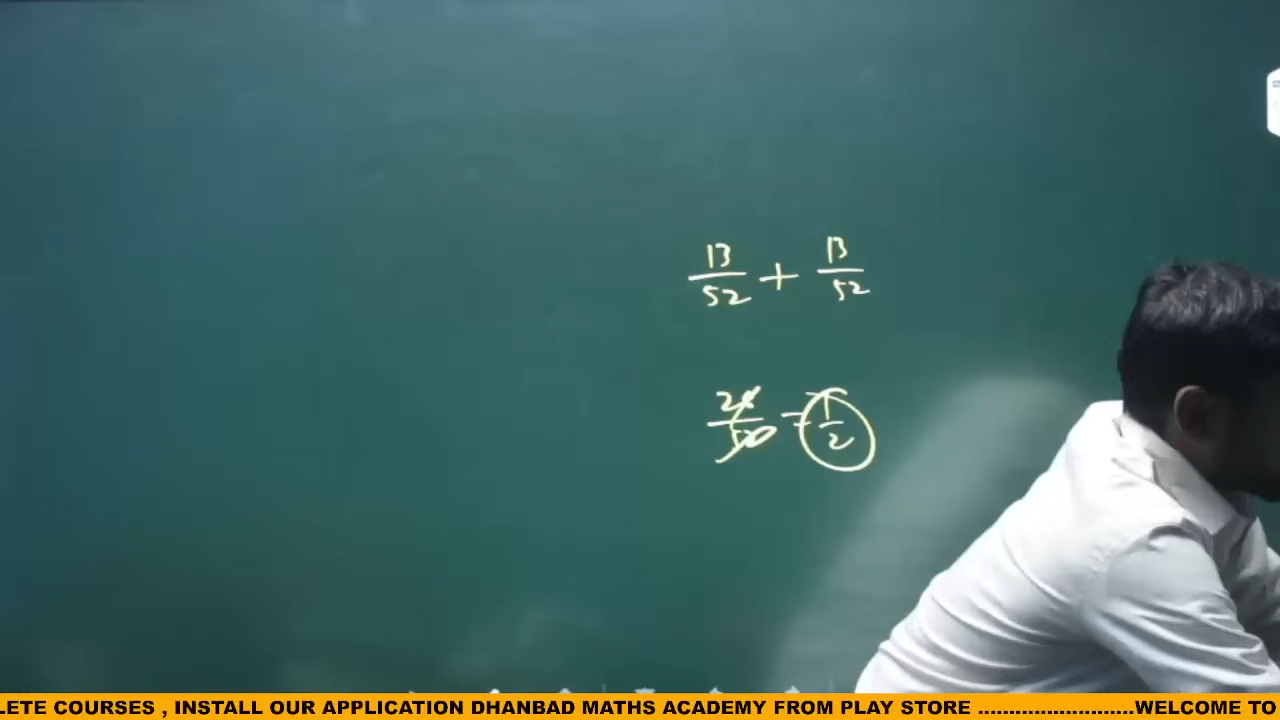 13/52 + 13/52
26/52 = 1/2
LETE COURSES , INSTALL OUR APPLICATION DHANBAD MATHS ACADEMY FROM PLAY STORE .........................WELCOME TO